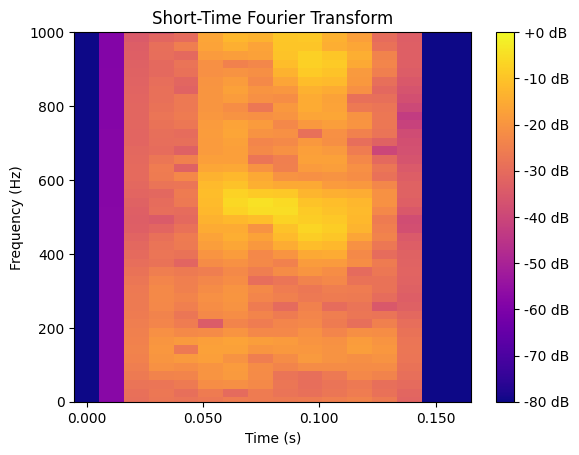 Short-Time Fourier Transform
1000
800
600
400
200
0
Frequency (Hz)
0.000
0.050
0.100
0.150
Time (s)
+0 dB
-10 dB
-20 dB
-30 dB
-40 dB
-50 dB
-60 dB
-70 dB
-80 dB